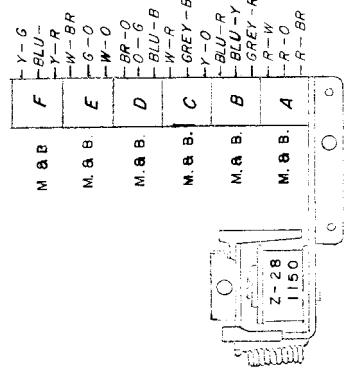 Y-G
BLU-
Y-R
W-BR
G-O
W-O
BR-O
O-G
BLU-B
W-R
GREY-B
Y-O
BLU-R
BLU-Y
GREY-R
R-W
R-O
R-BR
F
E
D
C
B
A
M. & B
M. & B.
M. & B.
M. & B.
M. & B.
M. & B.
Z-28
1150